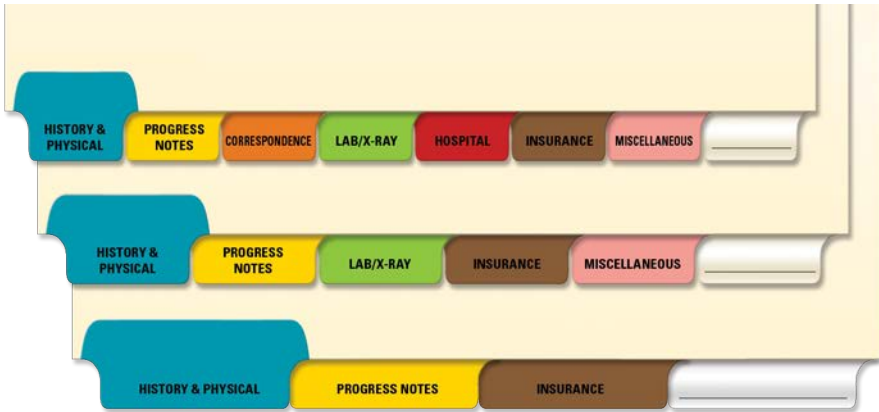 HISTORY &
PHYSICAL
PROGRESS
NOTES
CORRESPONDENCE
LAB/X-RAY
HOSPITAL
INSURANCE
MISCELLANEOUS
HISTORY &
PHYSICAL
PROGRESS
NOTES
LAB/X-RAY
INSURANCE
MISCELLANEOUS
HISTORY & PHYSICAL
PROGRESS NOTES
INSURANCE